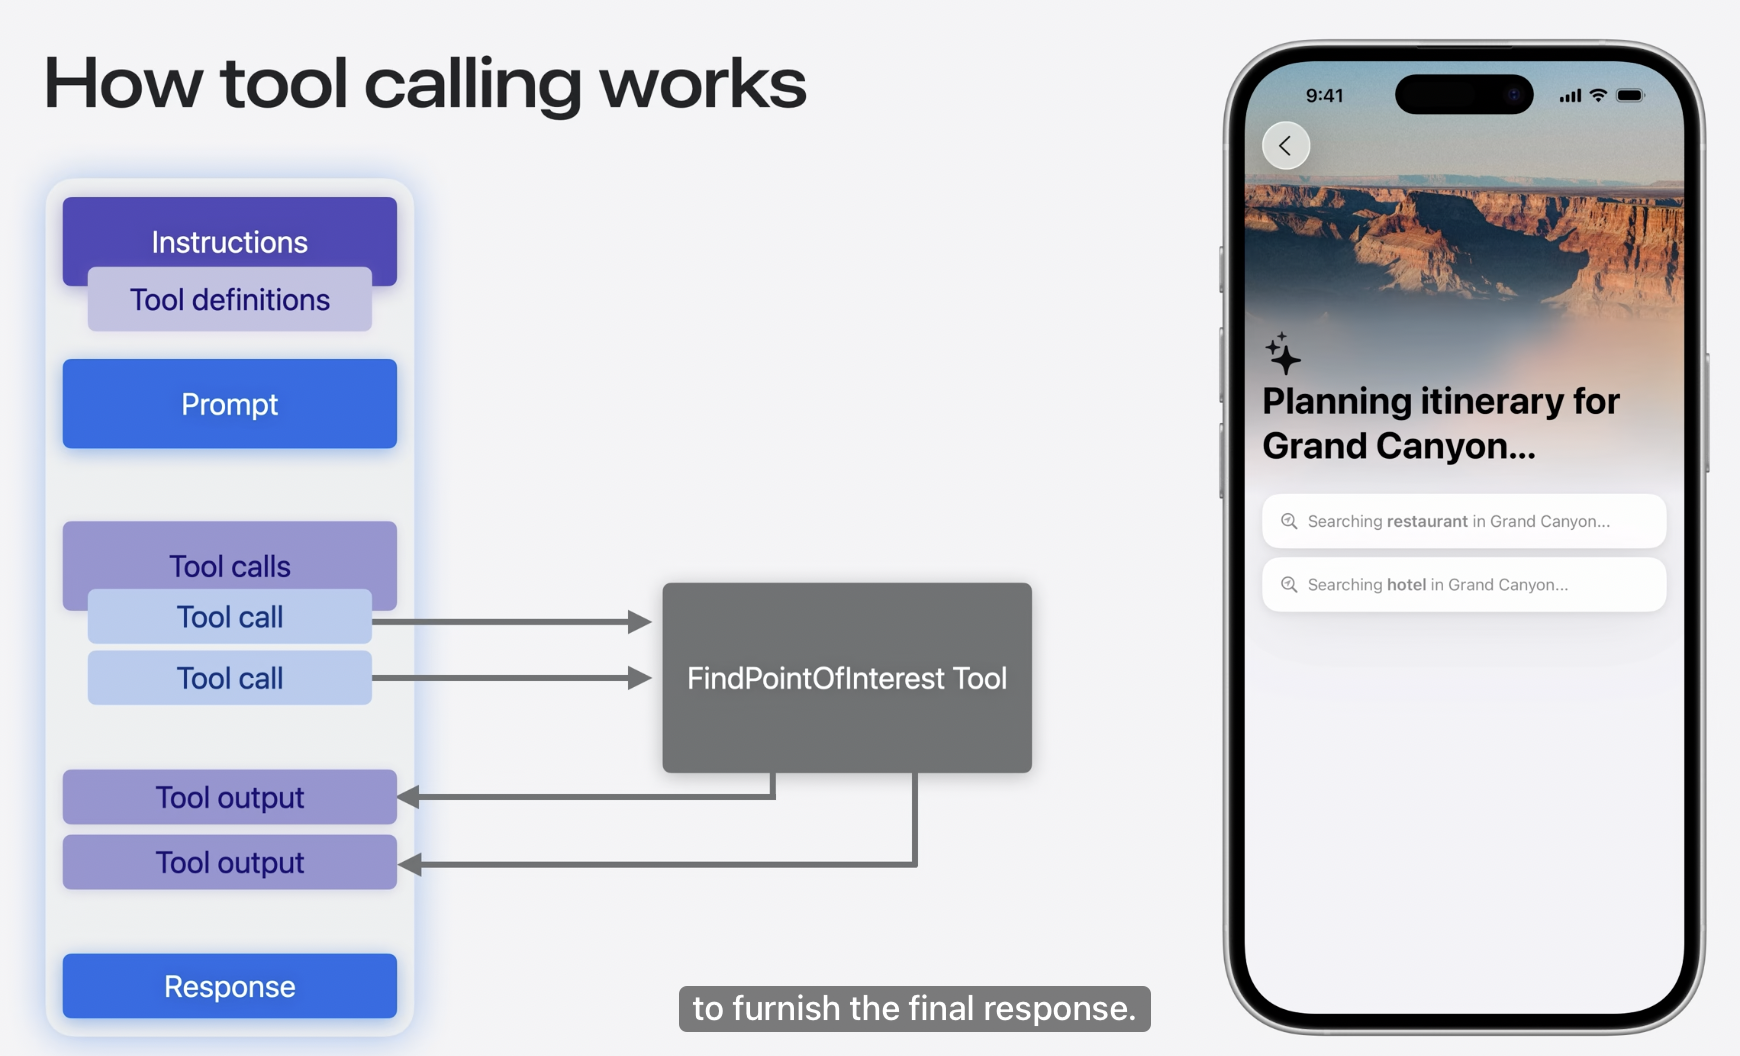 How tool calling works
Instructions
Tool definitions
Prompt
Tool calls
Tool call
Tool call
FindPointOfInterest Tool
Tool output
Tool output
Response
to furnish the final response.
9:41
Planning itinerary for
Grand Canyon...
Searching restaurant in Grand Canyon...
Searching hotel in Grand Canyon...